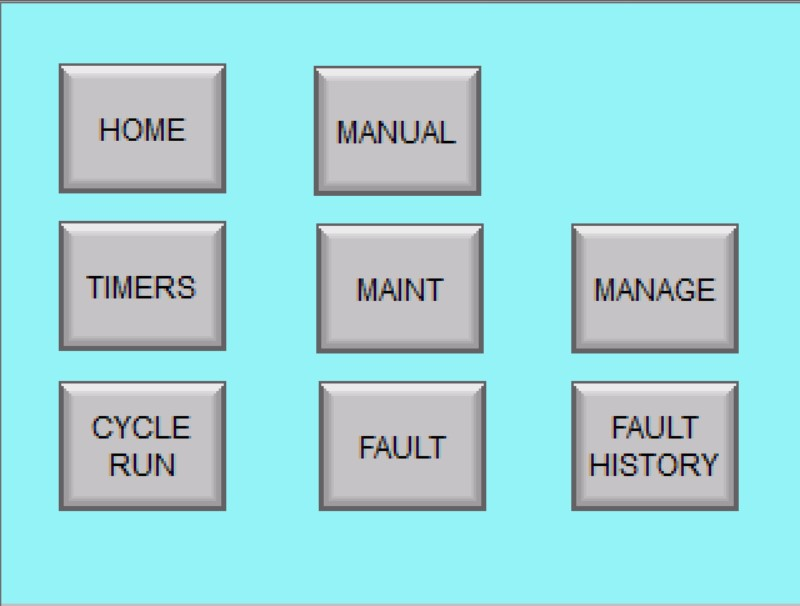 HOME
MANUAL
TIMERS
MAINT
MANAGE
CYCLE
RUN
FAULT
FAULT
HISTORY